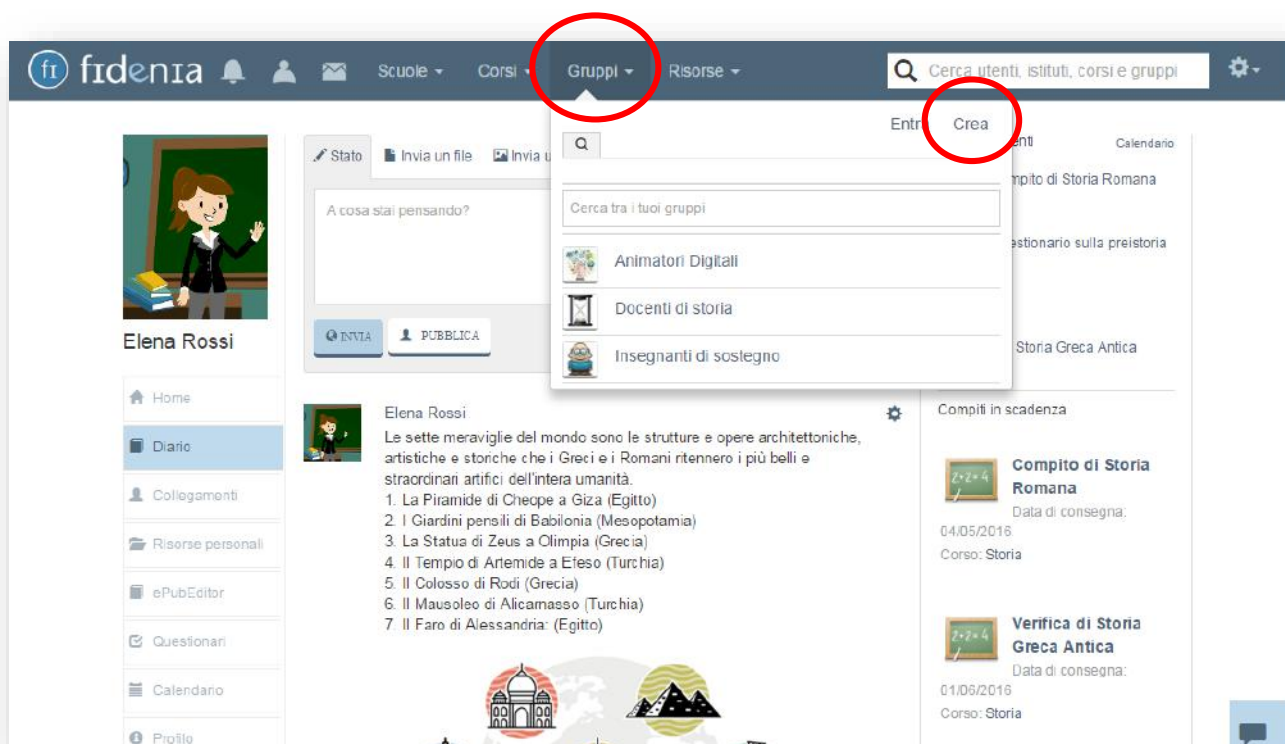 fidenia
Scuole
Corsi
Gruppi
Risorse
Cerca utenti, istituti, corsi e gruppi
Crea
Calendario
Stato
Invia un file
Invia
A cosa stai pensando?
INVIA
PUBBLICA
Cerca tra i tuoi gruppi
Animatori Digitali
Docenti di storia
Insegnanti di sostegno
di Storia Romana
sulla preistoria
Storia Greca Antica
Elena Rossi
Home
Diario
Collegamenti
Risorse personali
ePubEditor
Questionari
Calendario
Profilo
Elena Rossi
Le sette meraviglie del mondo sono le strutture e opere architettoniche,
artistiche e storiche che i Greci e i Romani ritennero i più belli e
straordinari artifici dell'intera umanità.
1. La Piramide di Cheope a Giza (Egitto)
2. I Giardini pensili di Babilonia (Mesopotamia)
3. La Statua di Zeus a Olimpia (Grecia)
4. Il Tempio di Artemide a Efeso (Turchia)
5. Il Colosso di Rodi (Grecia)
6. Il Mausoleo di Alicarnasso (Turchia)
7. Il Faro di Alessandria: (Egitto)
Compiti in scadenza
2+2=4
Compito di Storia
Romana
Data di consegna:
04/05/2016
Corso: Storia
2+2=4
Verifica di Storia
Greca Antica
Data di consegna:
01/06/2016
Corso: Storia